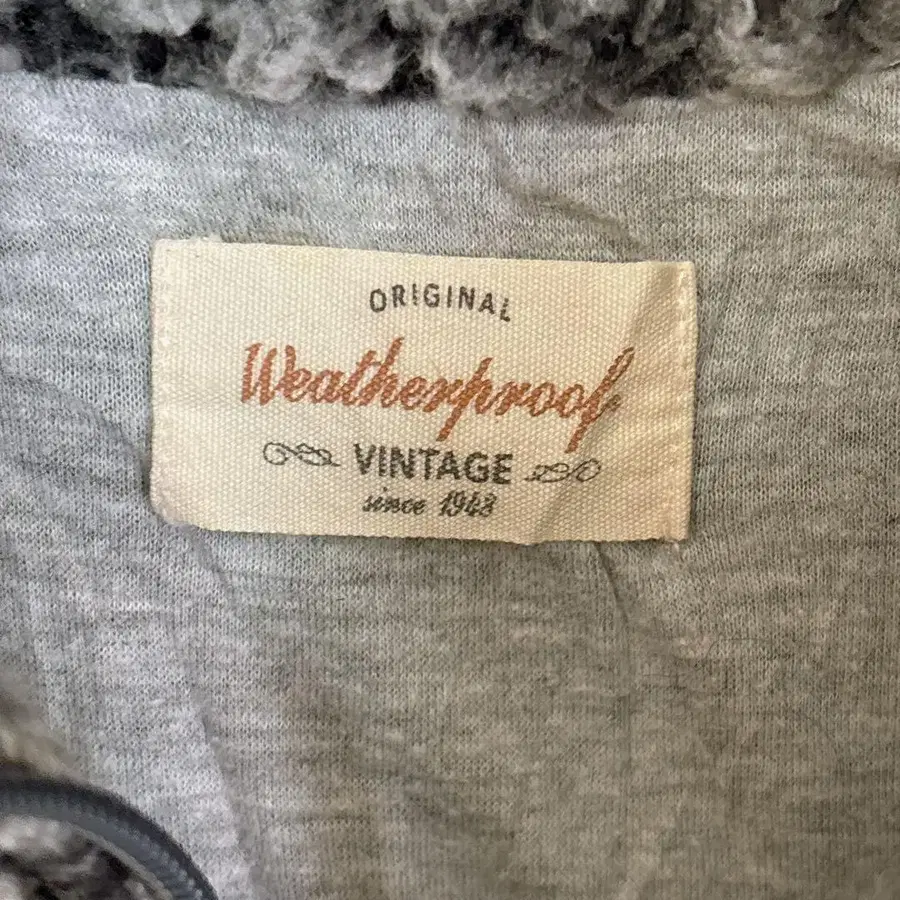 ORIGINAL
Weatherproof
VINTAGE
since 1948